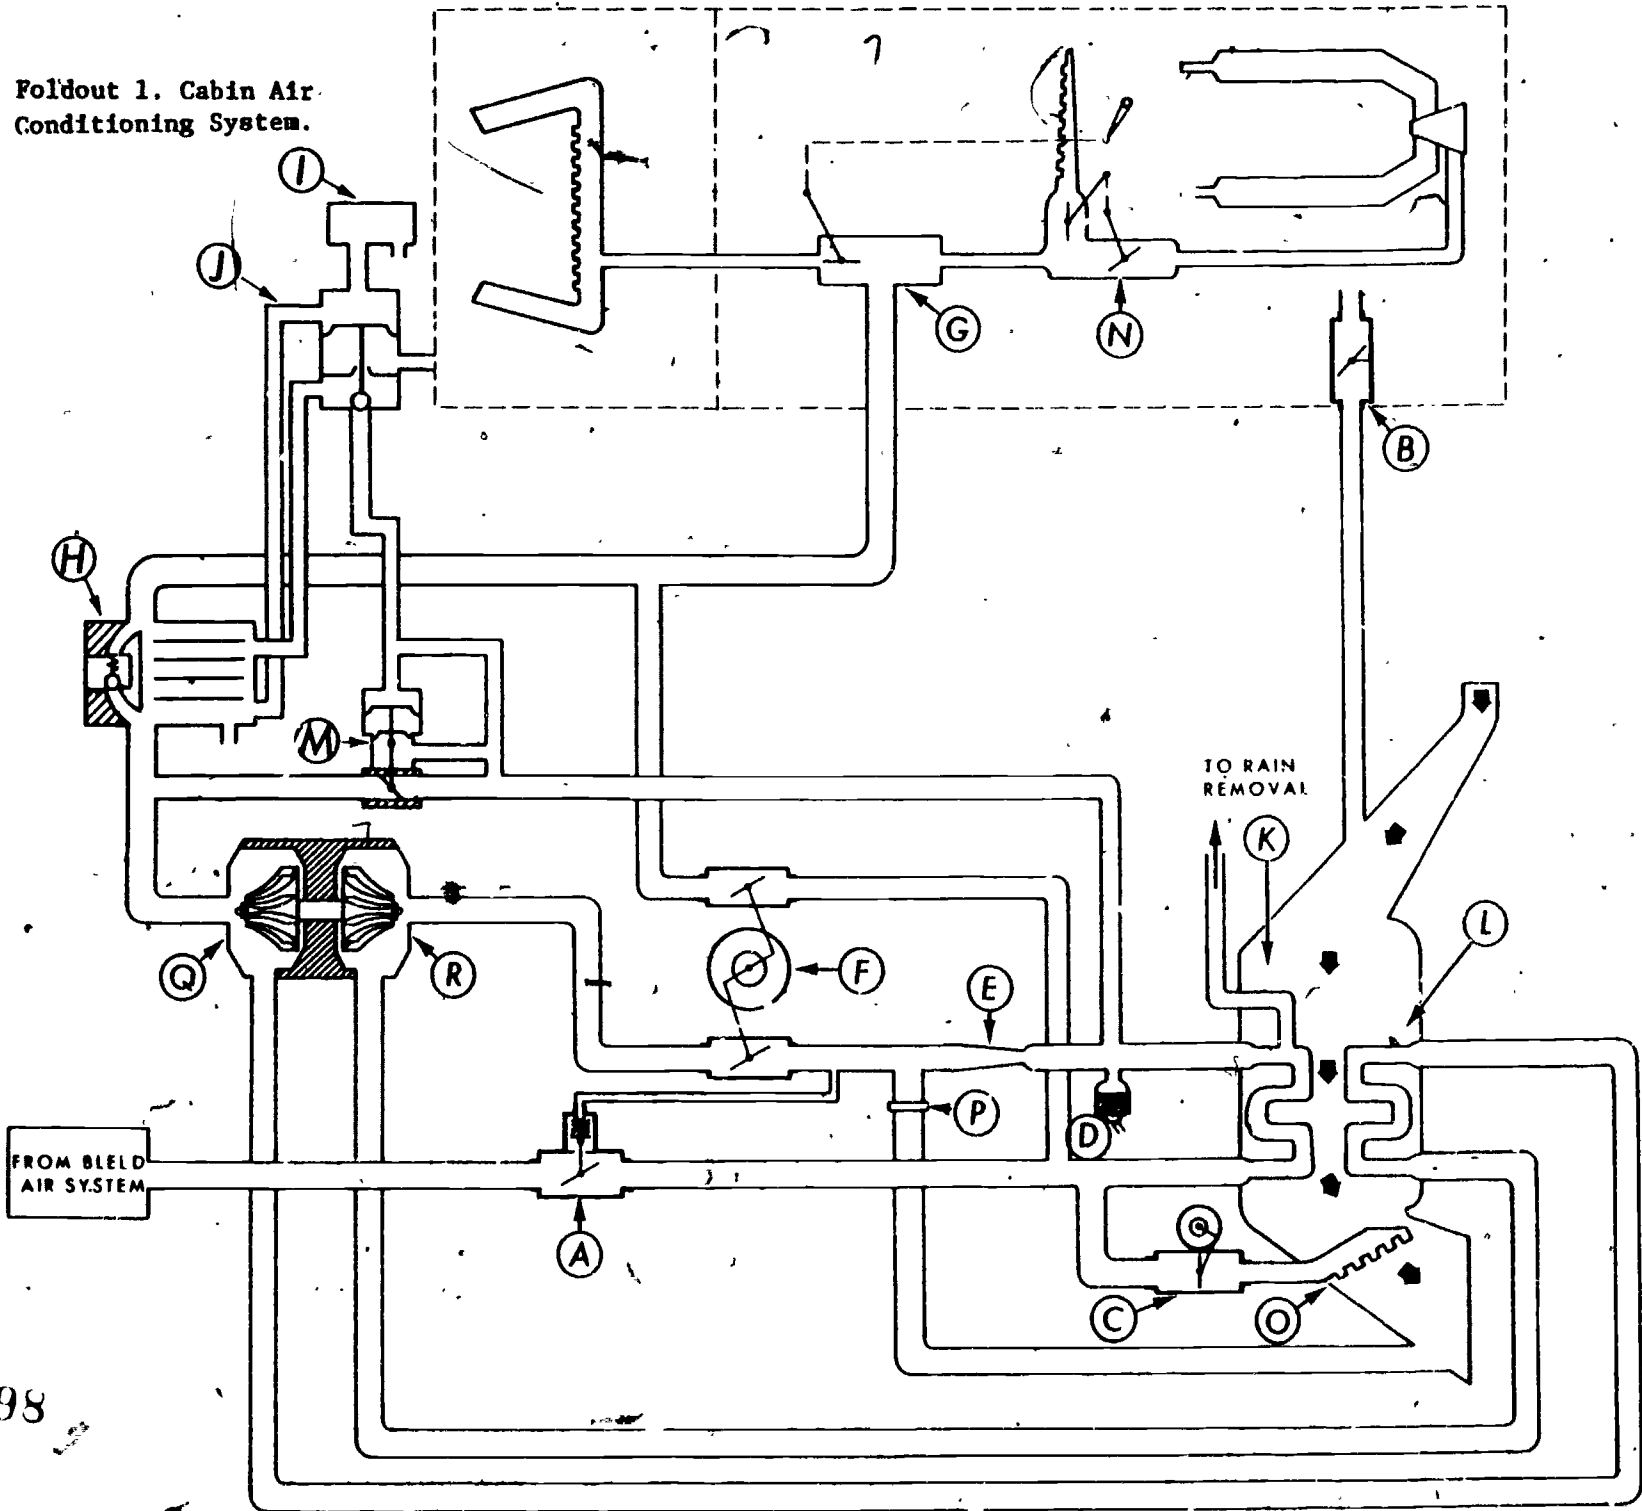 Foldout 1. Cabin Air
Conditioning System.
I
J
G
N
B
H
M
TO RAIN
REMOVAL
K
L
Q
R
F
E
P
D
FROM BLELD
AIR SYSTEM
A
C
O
98